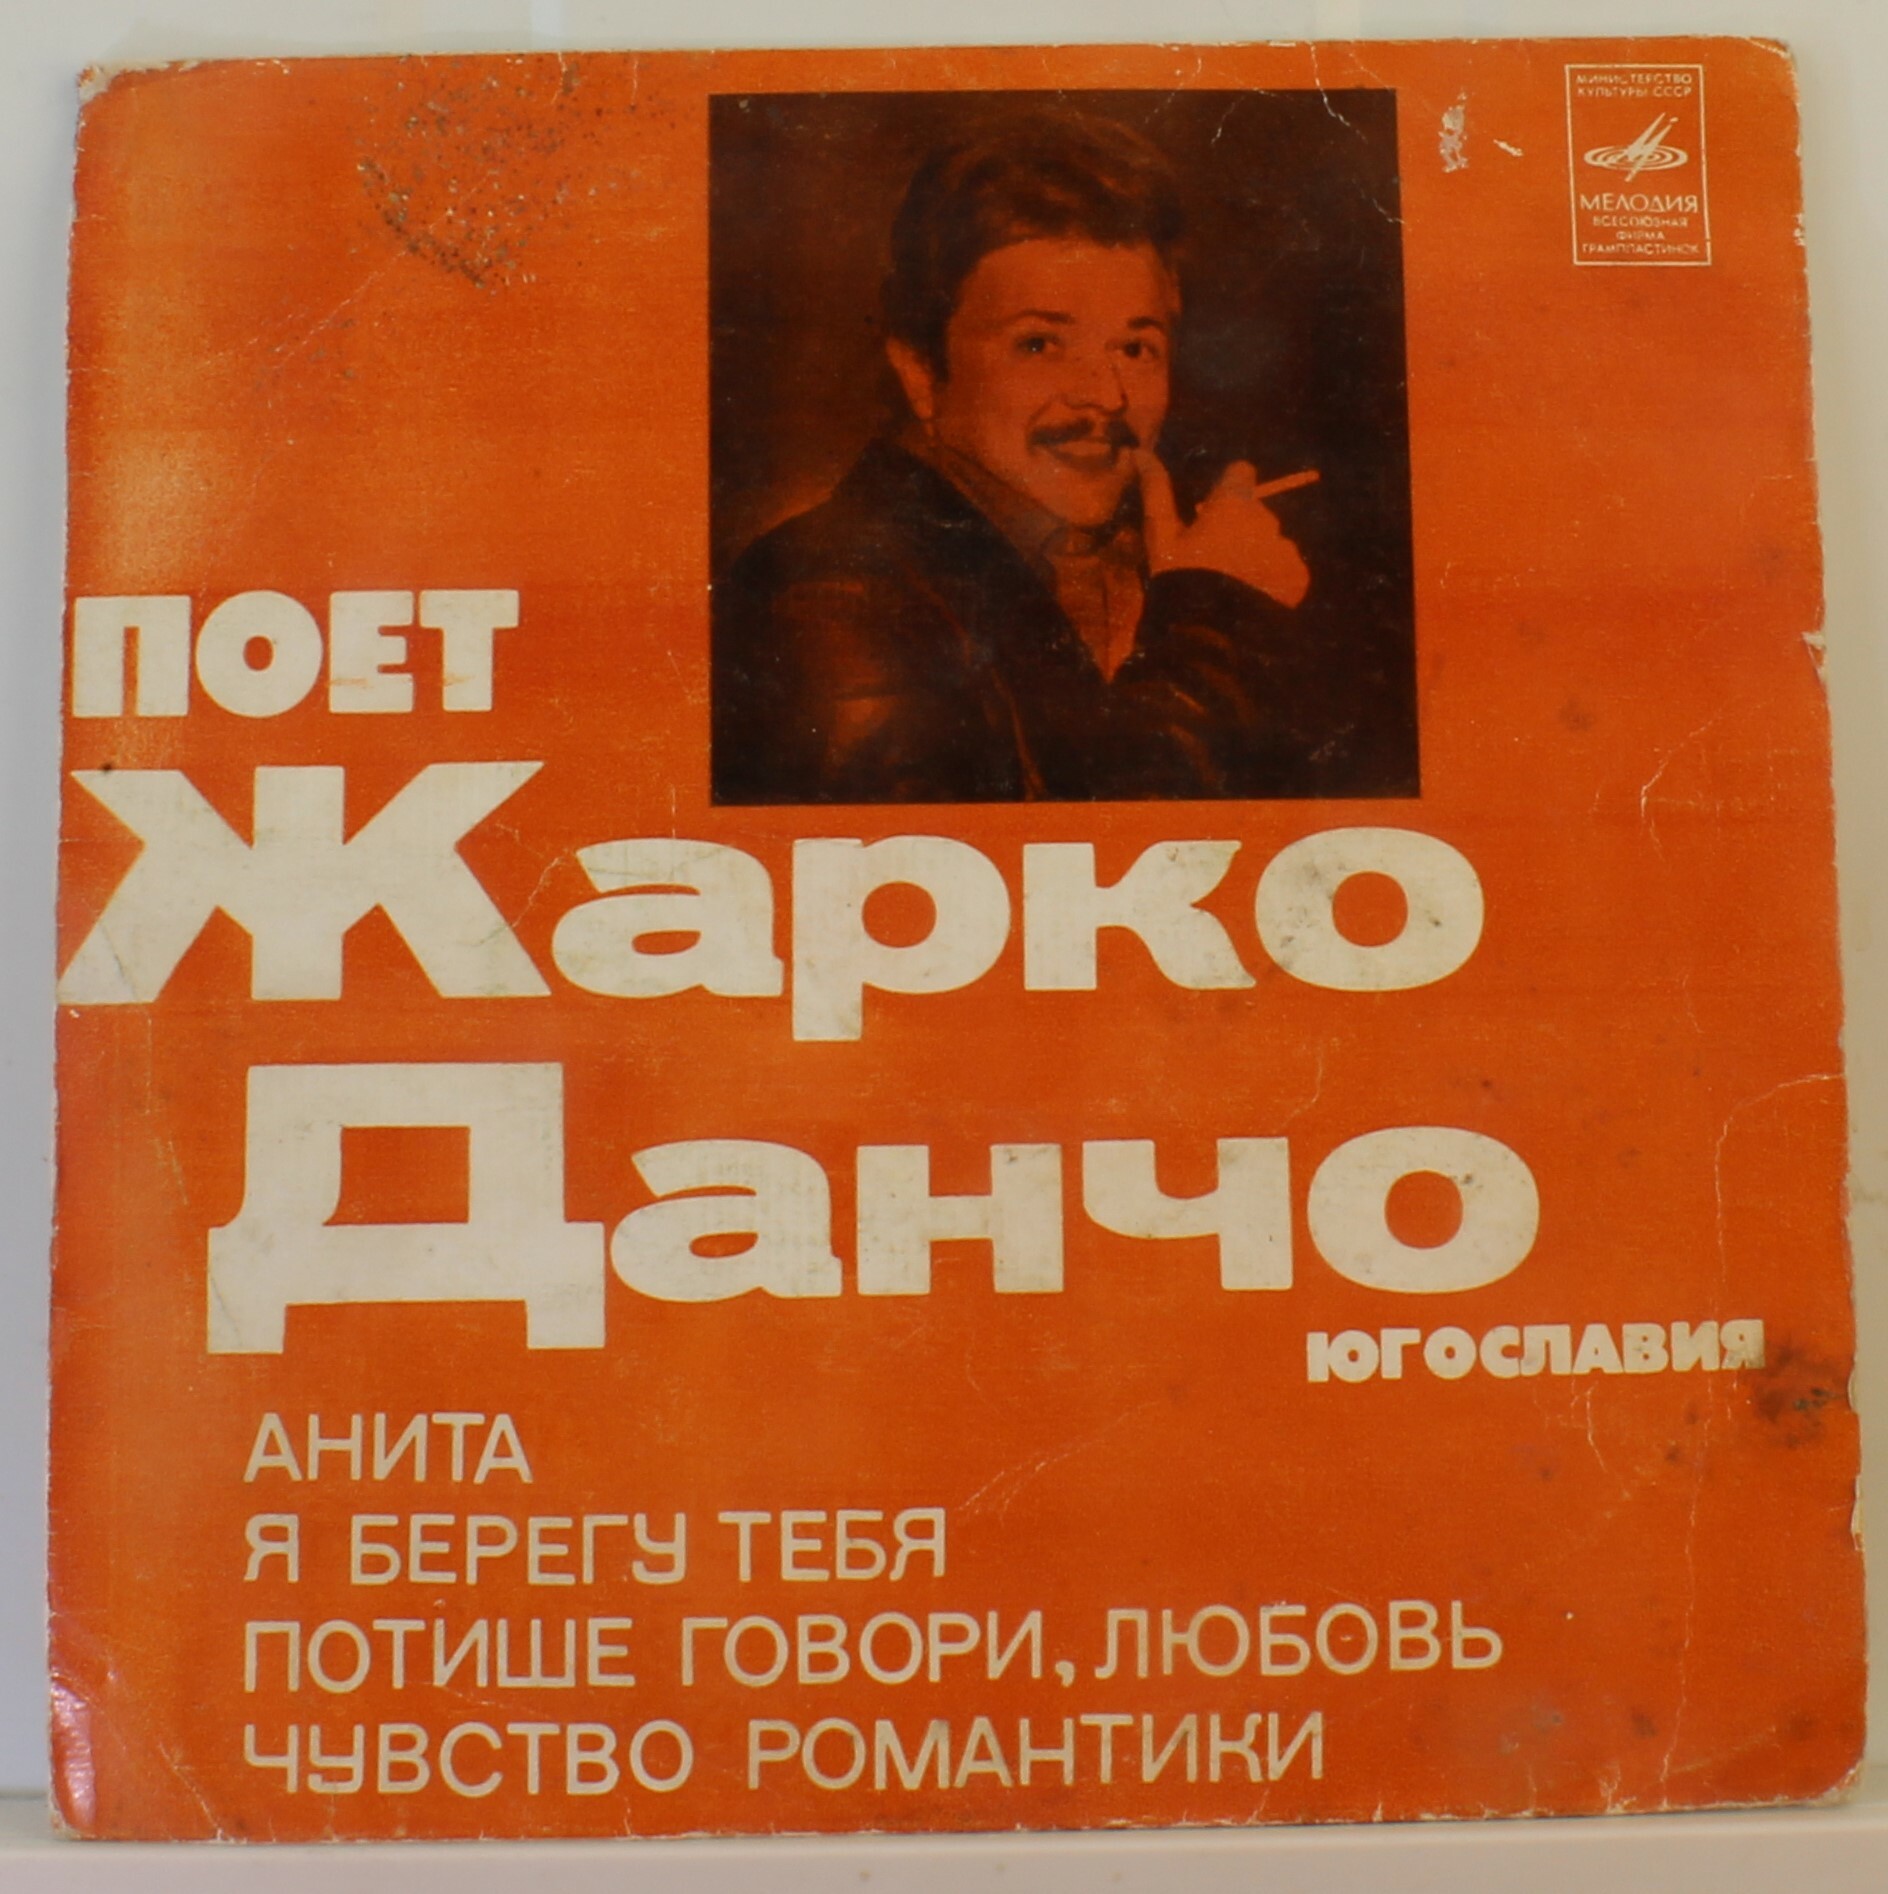 МИНИСТЕРСТВО
КУЛЬТУРЫ СССР
МЕЛОДИЯ
ВСЕСОЮЗНАЯ
ФИРМА
ГРАМПЛАСТИНОК
ПОЕТ
Жарко
Данчо
ЮГОСЛАВИЯ
АНИТА
Я БЕРЕГУ ТЕБЯ
ПОТИШЕ ГОВОРИ, ЛЮБОВЬ
ЧУВСТВО РОМАНТИКИ